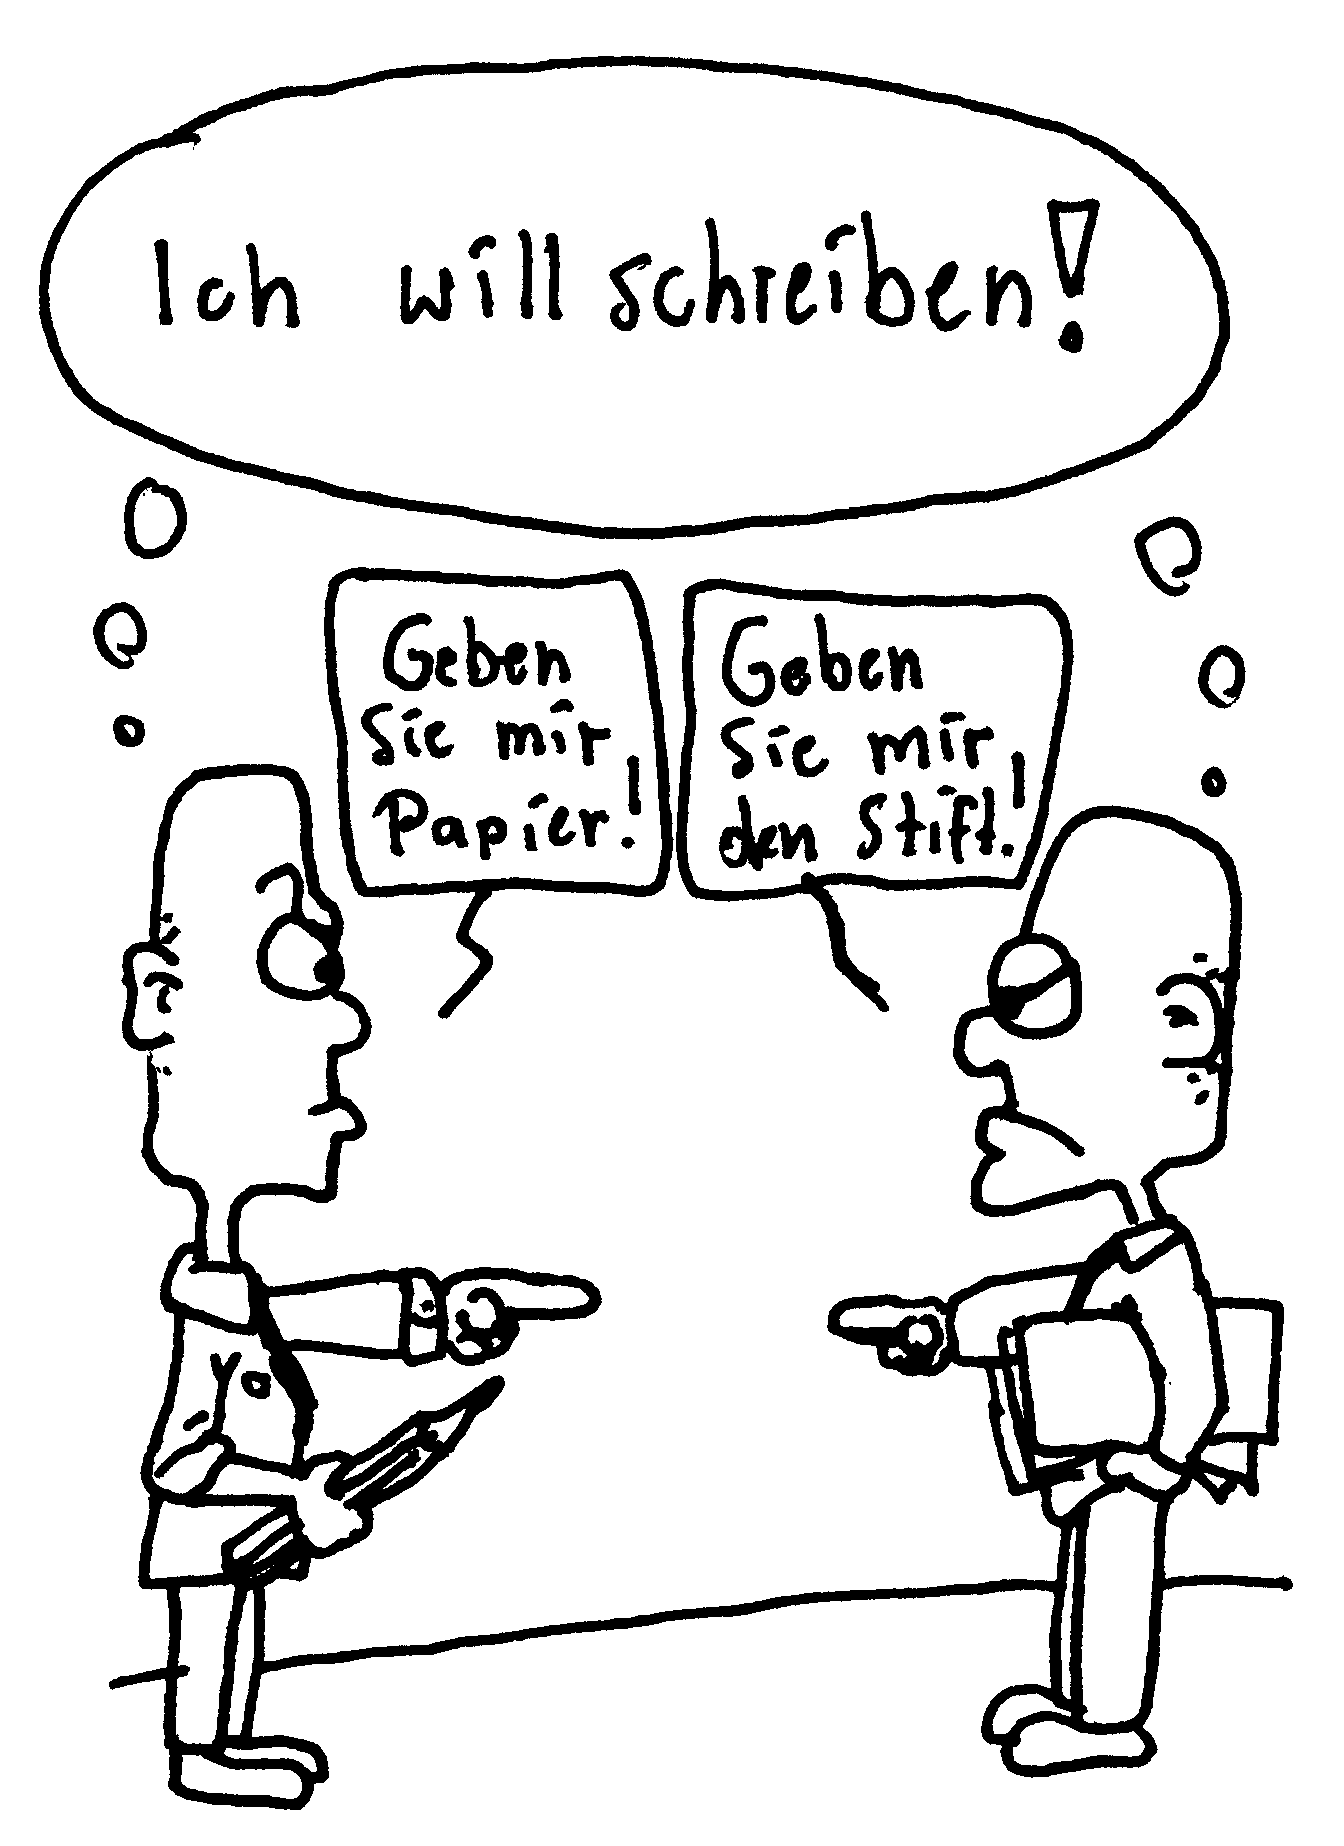 Ich will schreiben!
Geben
Sie mir
Papier!
Geben
Sie mir
den Stift!